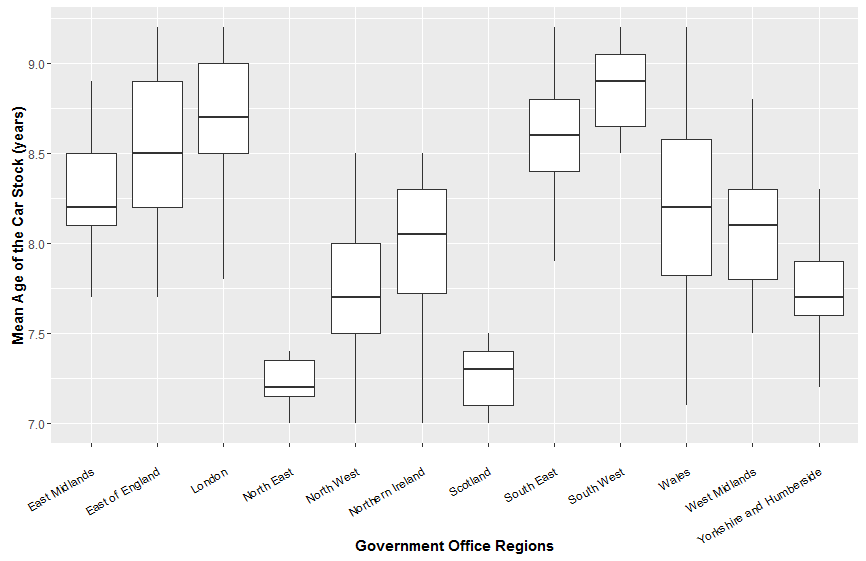 Mean Age of the Car Stock (years)
9.0
8.5
8.0
7.5
7.0
East Midlands
East of England
London
North East
North West
Northern Ireland
Scotland
South East
South West
Wales
West Midlands
Yorkshire and Humberside
Government Office Regions